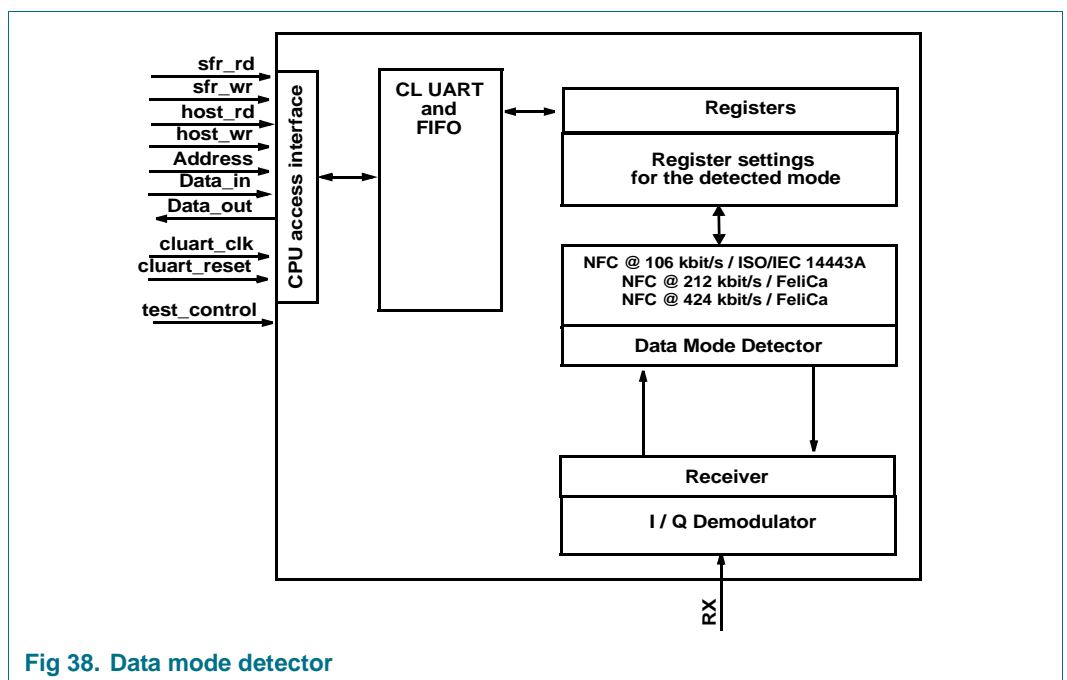 sfr_rd
sfr_wr
host_rd
host_wr
Address
Data_in
Data_out
cluart_clk
cluart_reset
test_control
CPU access interface
CL UART
and
FIFO
Registers
Register settings
for the detected mode
NFC @ 106 kbit/s / ISO/IEC 14443A
NFC @ 212 kbit/s / FeliCa
NFC @ 424 kbit/s / FeliCa
Data Mode Detector
Receiver
I / Q Demodulator
RX
Fig 38. Data mode detector